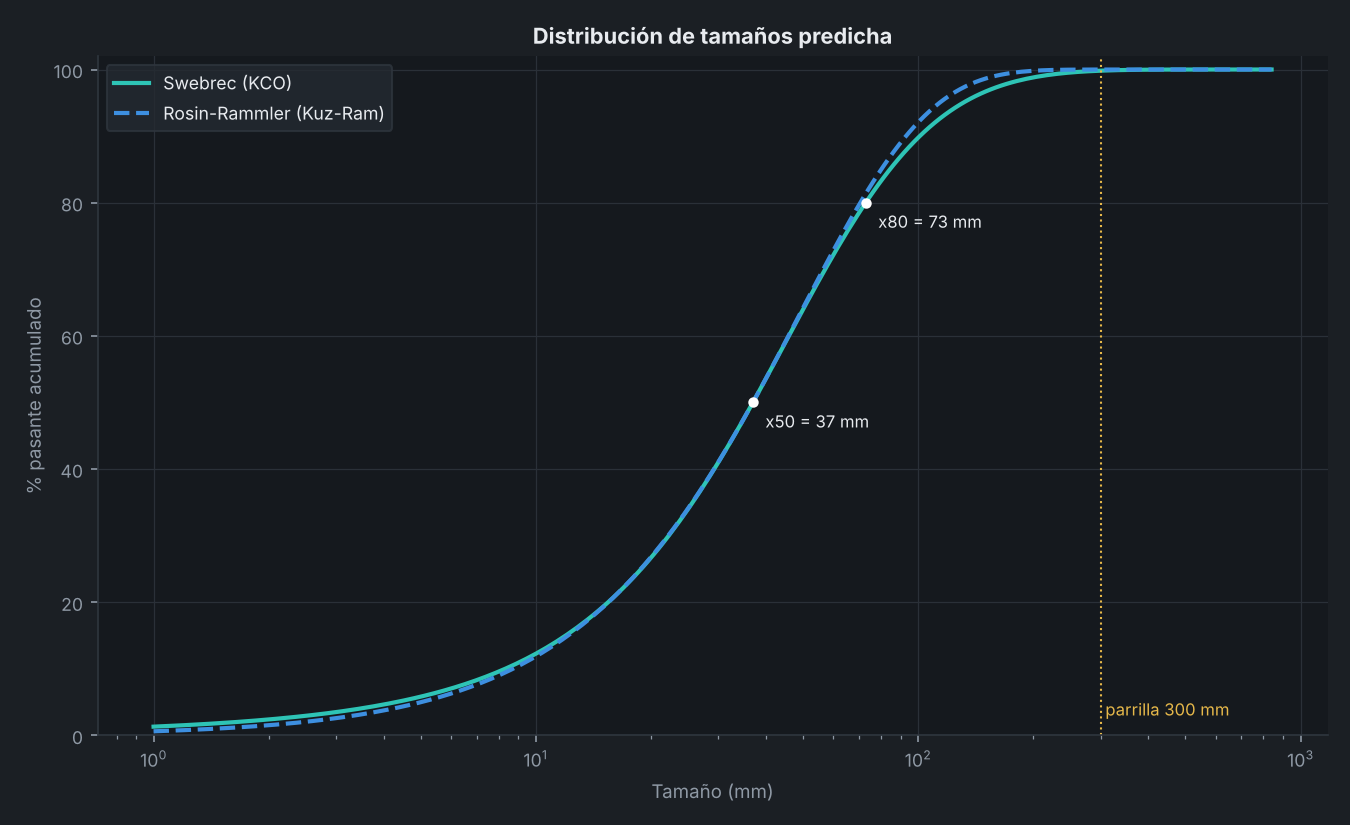 Distribución de tamaños predicha
Swebrec (KCO)
Rosin-Rammler (Kuz-Ram)
100
80
60
40
20
0
% pasante acumulado
x80 = 73 mm
x50 = 37 mm
parrilla 300 mm
10⁰
10¹
10²
10³
Tamaño (mm)